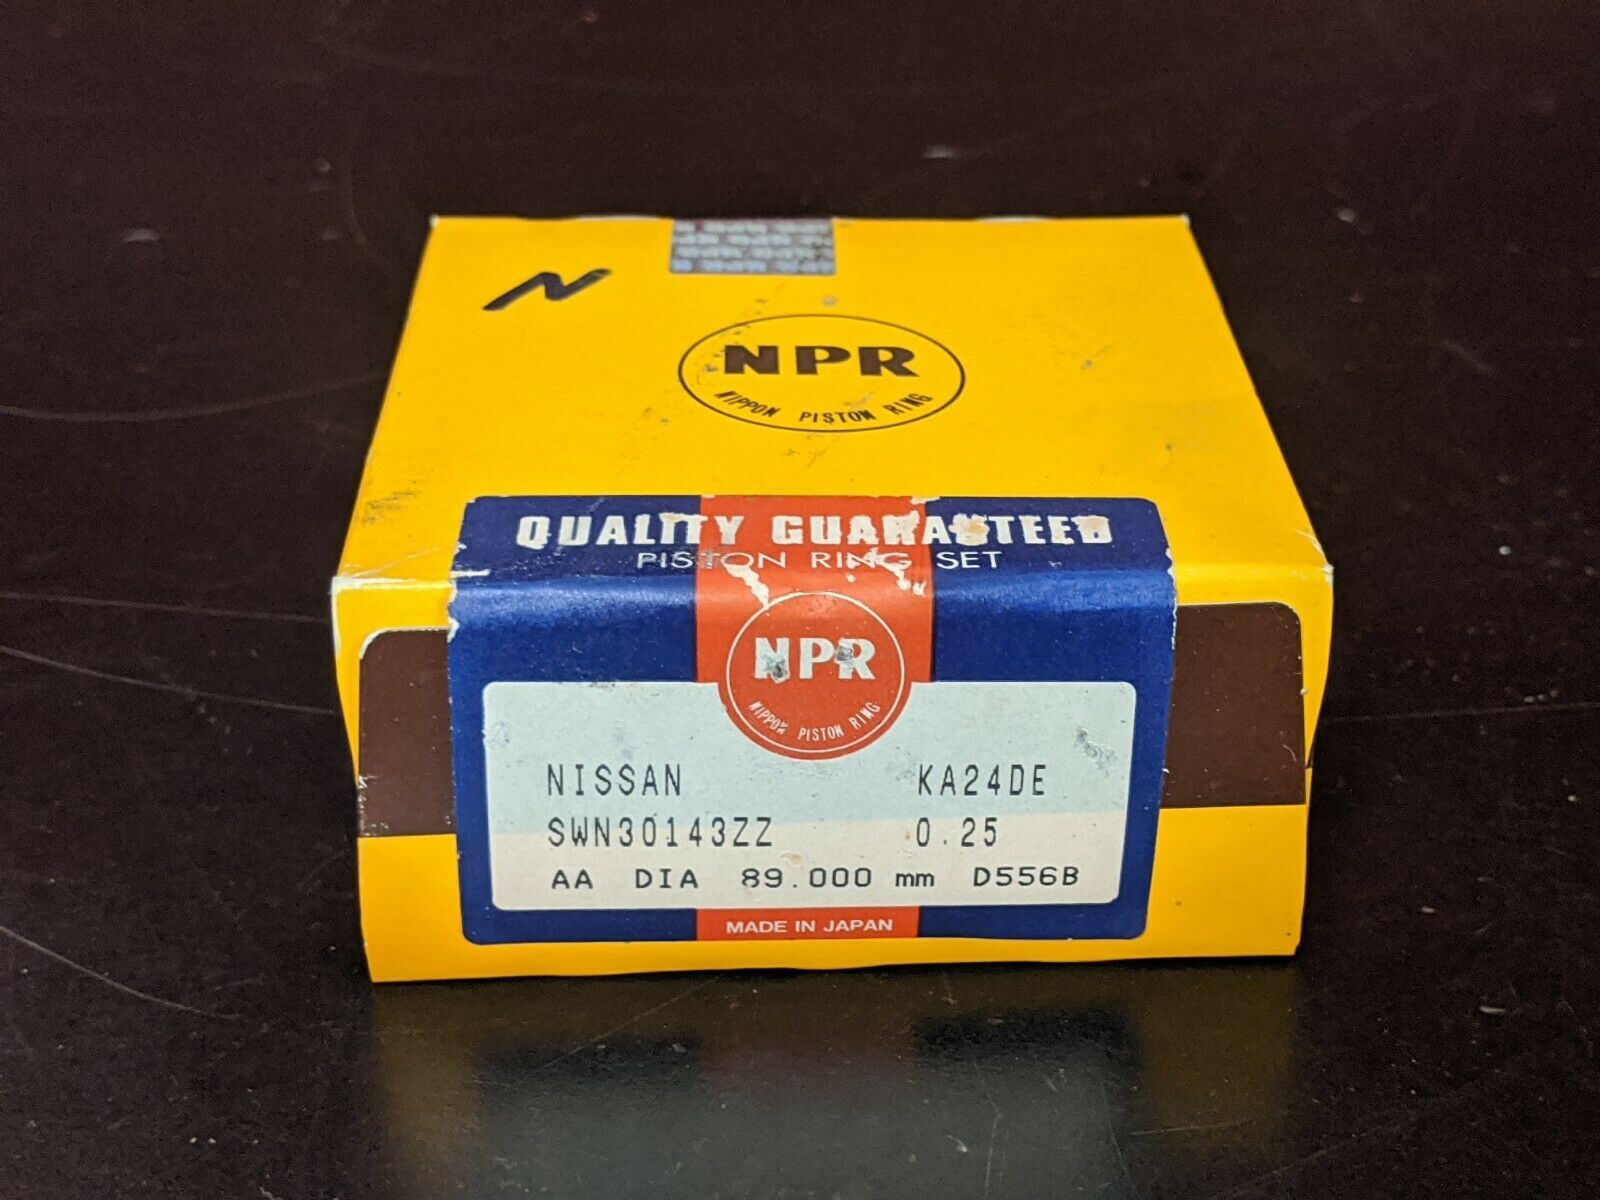 N
NPR
NIPPON PISTON RING
QUALITY GUARANTEED
PISTON RING SET
NPR
NIPPON PISTON RING
NISSAN KA24DE
SWN30143ZZ 0.25
AA DIA 89.000 mm D556B
MADE IN JAPAN